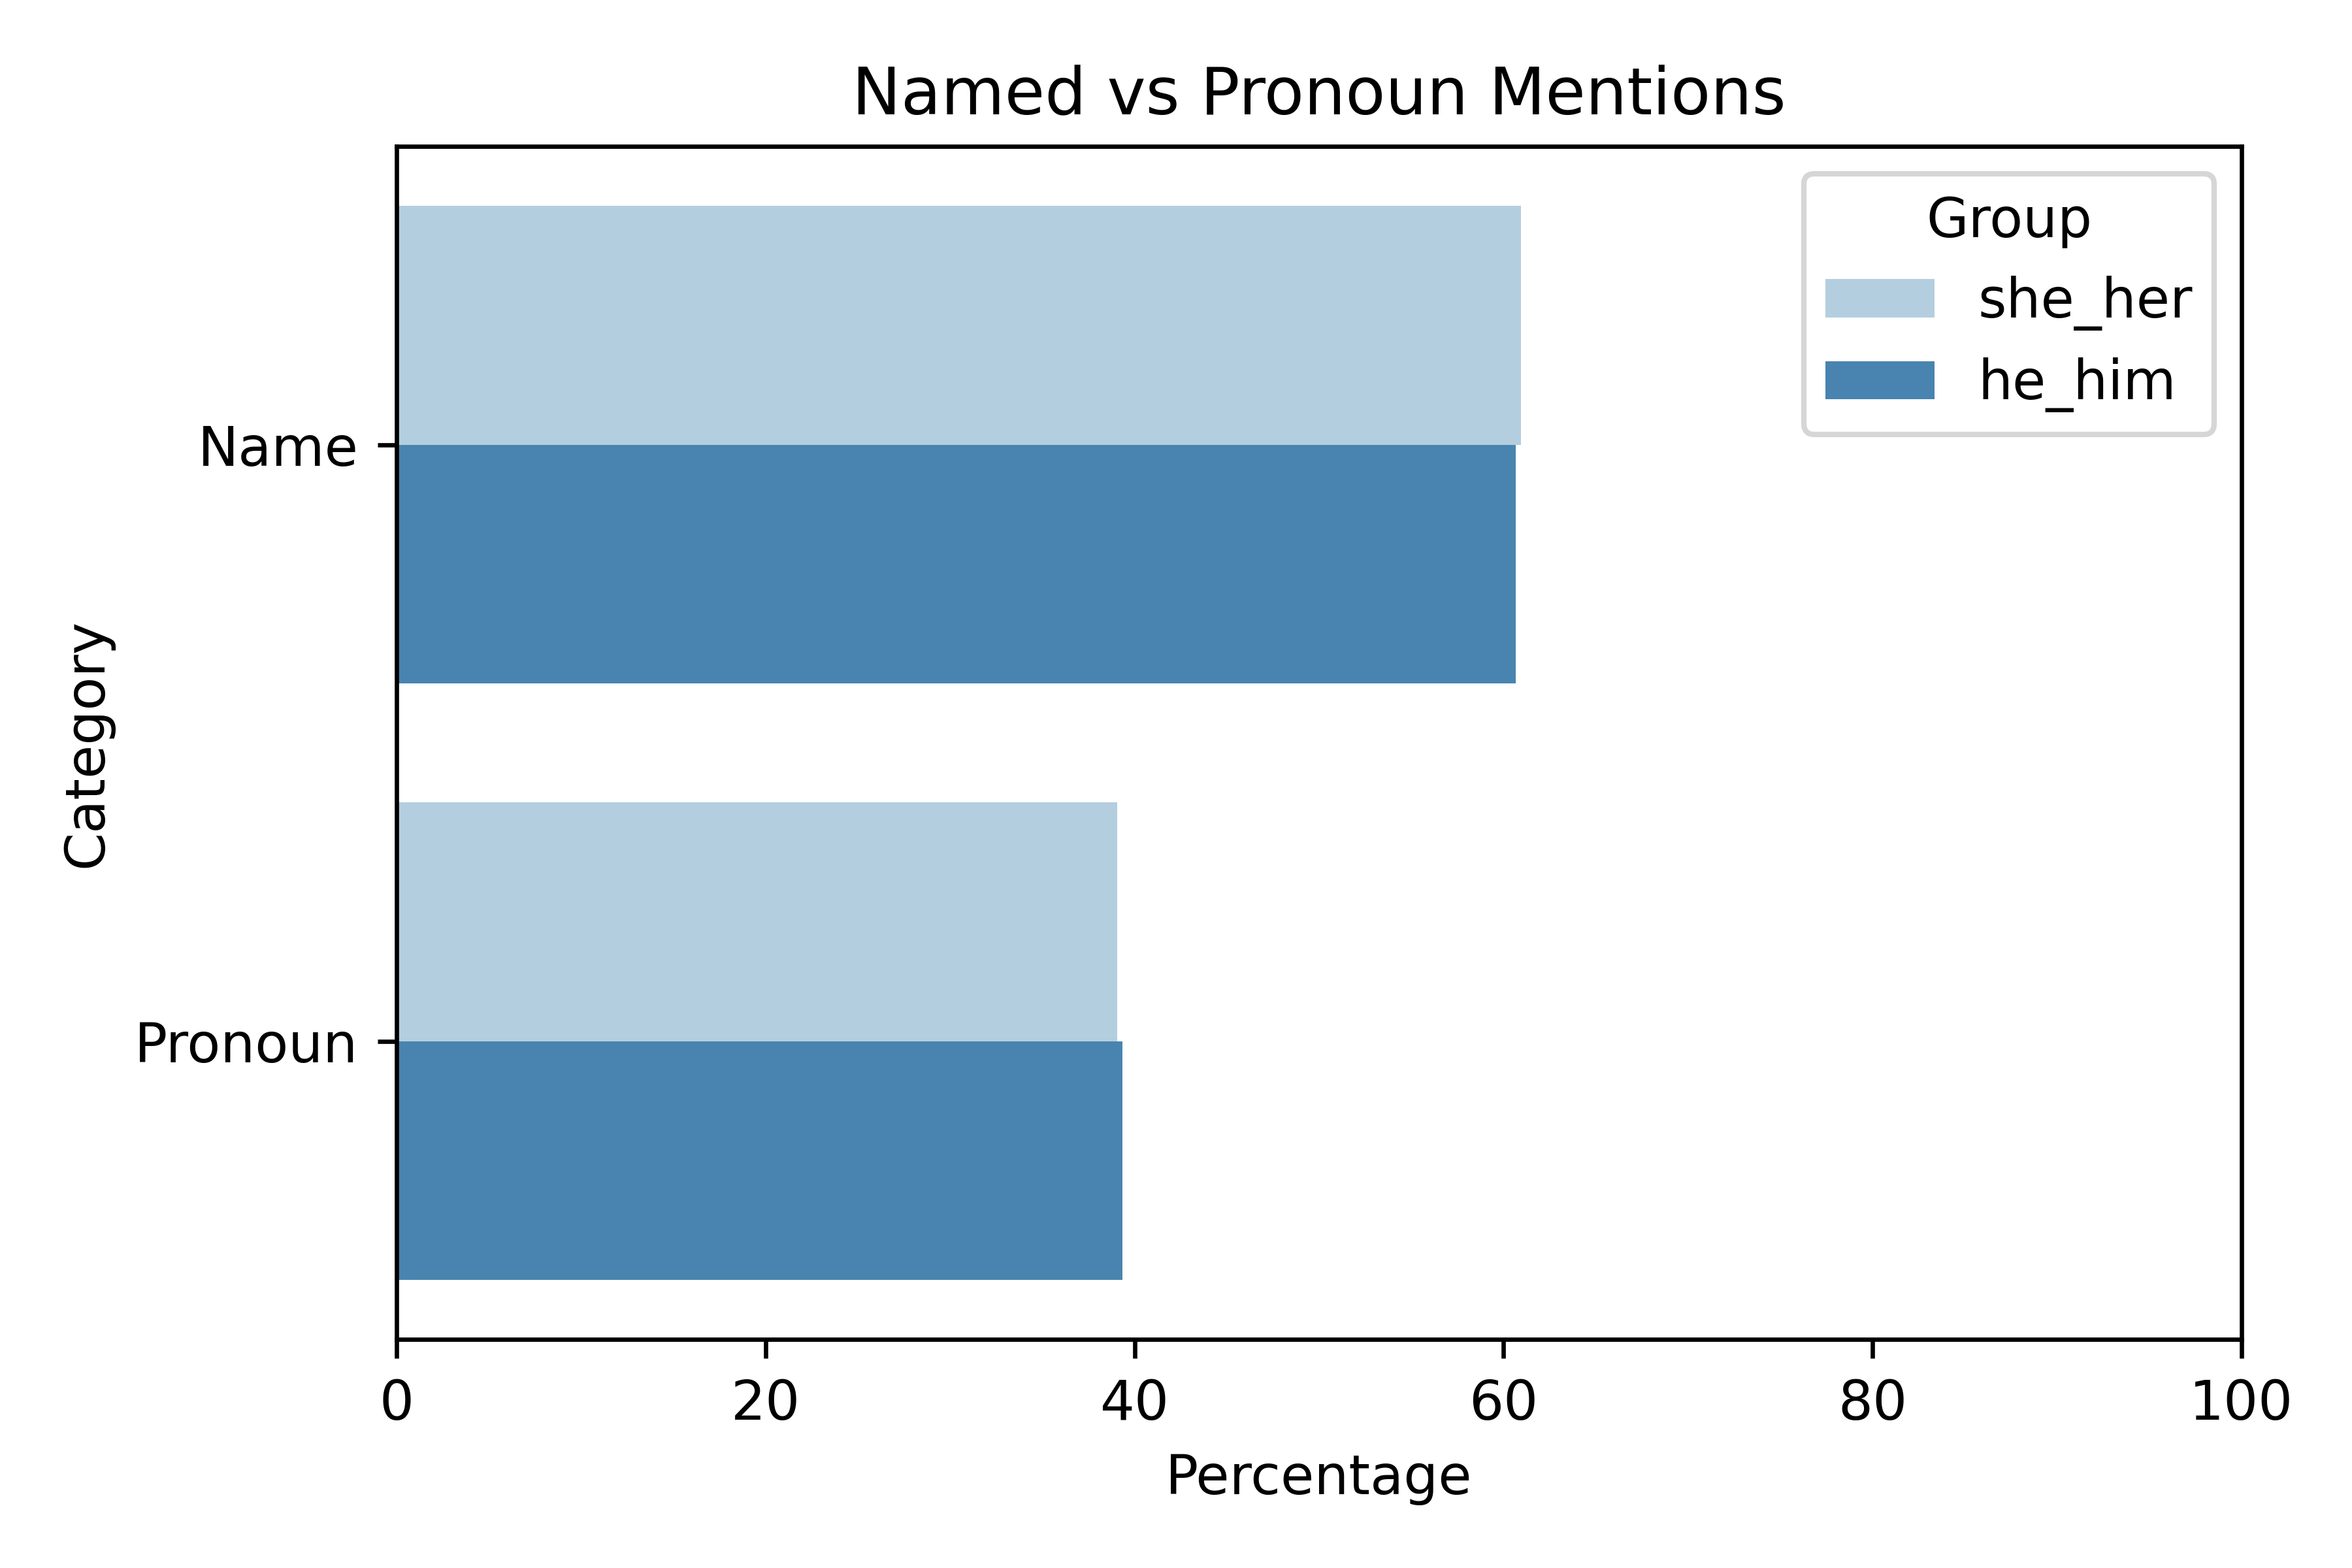 Named vs Pronoun Mentions
Group
she_her
he_him
Name
Pronoun
Category
0 20 40 60 80 100
Percentage